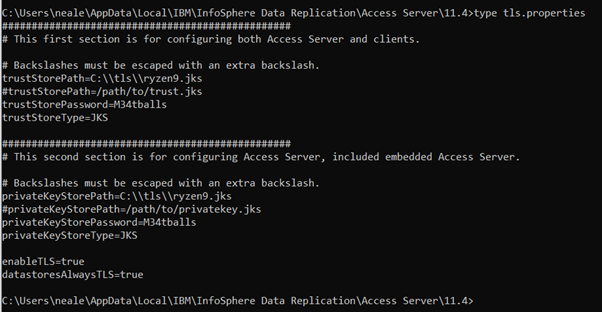 C:\Users\neale\AppData\Local\IBM\InfoSphere Data Replication\Access Server\11.4>type tls.properties
#################################################
# This first section is for configuring both Access Server and clients.
# Backslashes must be escaped with an extra backslash.
trustStorePath=C:\\tls\\ryzen9.jks
#trustStorePath=/path/to/trust.jks
trustStorePassword=M34tballs
trustStoreType=JKS
#################################################
# This second section is for configuring Access Server, included embedded Access Server.
# Backslashes must be escaped with an extra backslash.
privateKeyStorePath=C:\\tls\\ryzen9.jks
#privateKeyStorePath=/path/to/privatekey.jks
privateKeyStorePassword=M34tballs
privateKeyStoreType=JKS
enableTLS=true
datastoresAlwaysTLS=true
C:\Users\neale\AppData\Local\IBM\InfoSphere Data Replication\Access Server\11.4>